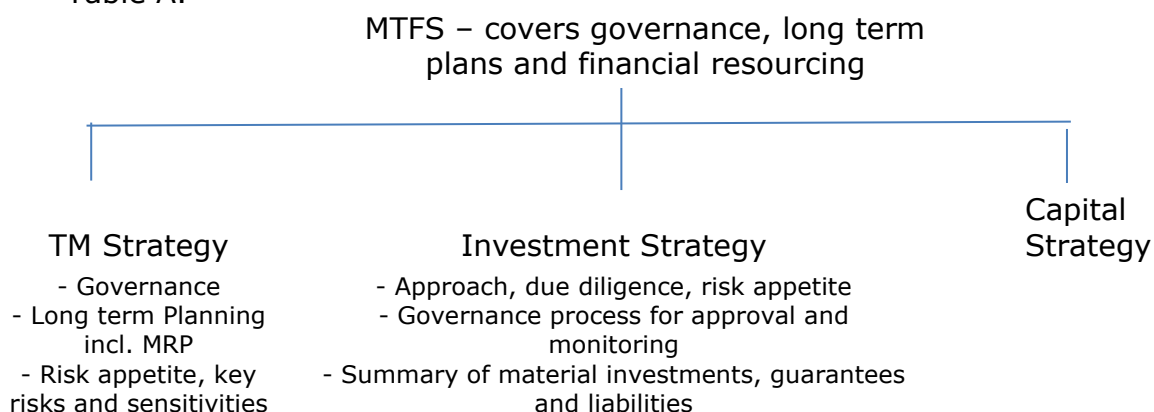 Table A:
MTFS – covers governance, long term
plans and financial resourcing
TM Strategy
- Governance
- Long term Planning
incl. MRP
- Risk appetite, key
risks and sensitivities
Investment Strategy
- Approach, due diligence, risk appetite
- Governance process for approval and
monitoring
- Summary of material investments, guarantees
and liabilities
Capital
Strategy